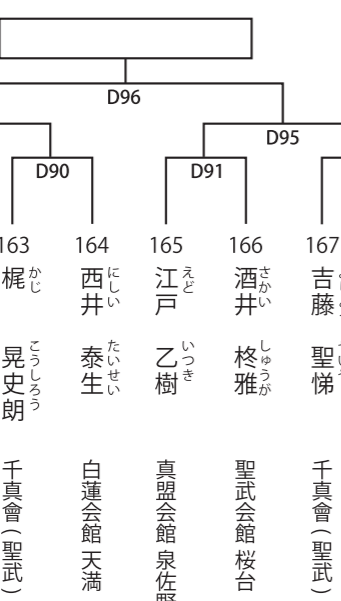 D96
D95
D90
D91
163
梶 晃史朗
かじ こうしろう
千真會(聖武)
164
西井 泰生
にしい たいせい
白蓮会館 天満
165
江戸 乙樹
えど いつき
真盟会館 泉佐野
166
酒井 柊雅
さかい しゅうが
聖武会館 桜台
167
吉藤 聖悌
千真會(聖武)